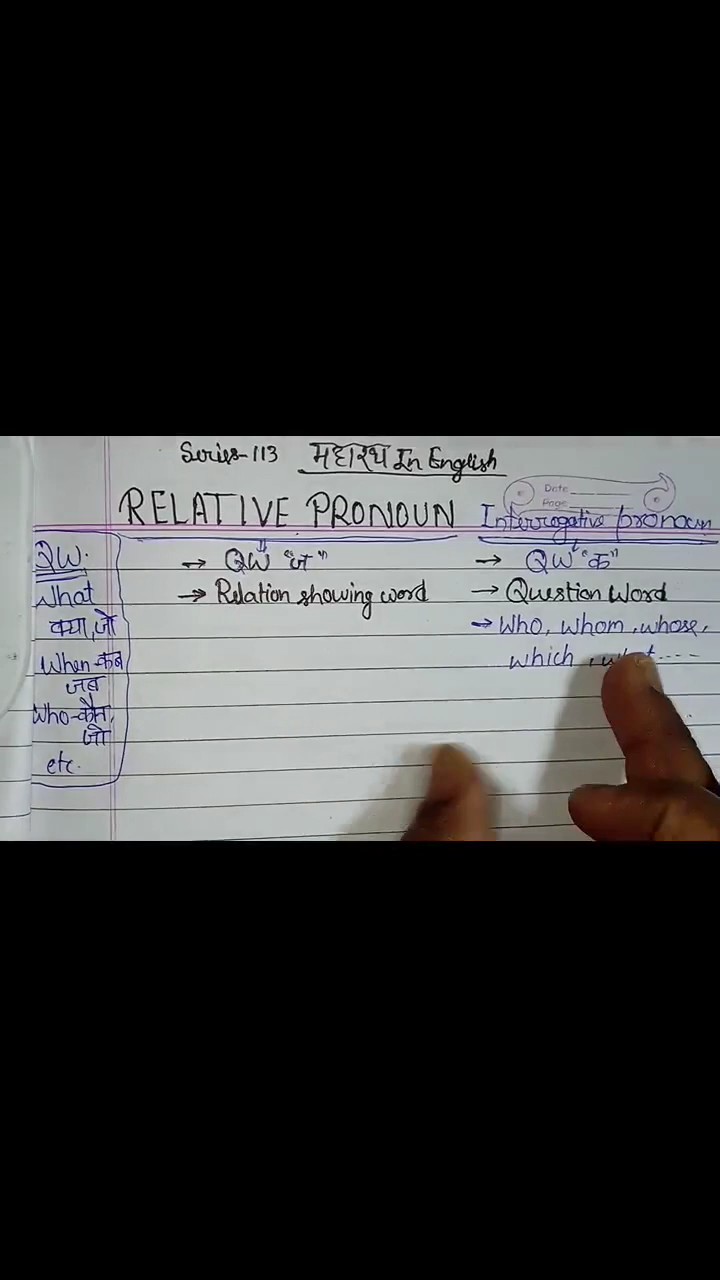 Series-113 महारथ In English
Date
Page
RELATIVE PRONOUN
Interrogative pronoun
QW.
What
क्या, जो
When-कब
जब
Who-कौन,
जो
etc.
→ QW "ज"
→ Relation showing word
→ QW "क"
→ Question Word
→ Who, whom, whose,
which,